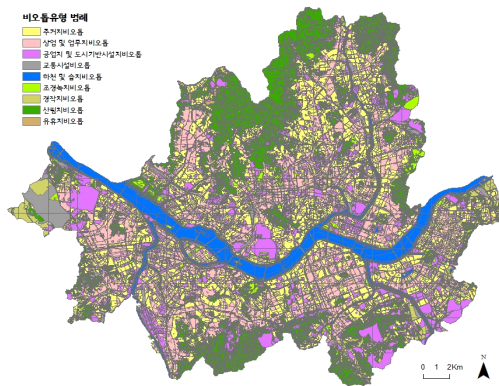 비오톱유형 범례
주거지비오톱
상업 및 업무지비오톱
공업지 및 도시기반시설지비오톱
교통시설비오톱
하천 및 습지비오톱
조경녹지비오톱
경작지비오톱
산림지비오톱
유휴지비오톱
N
0 1 2Km